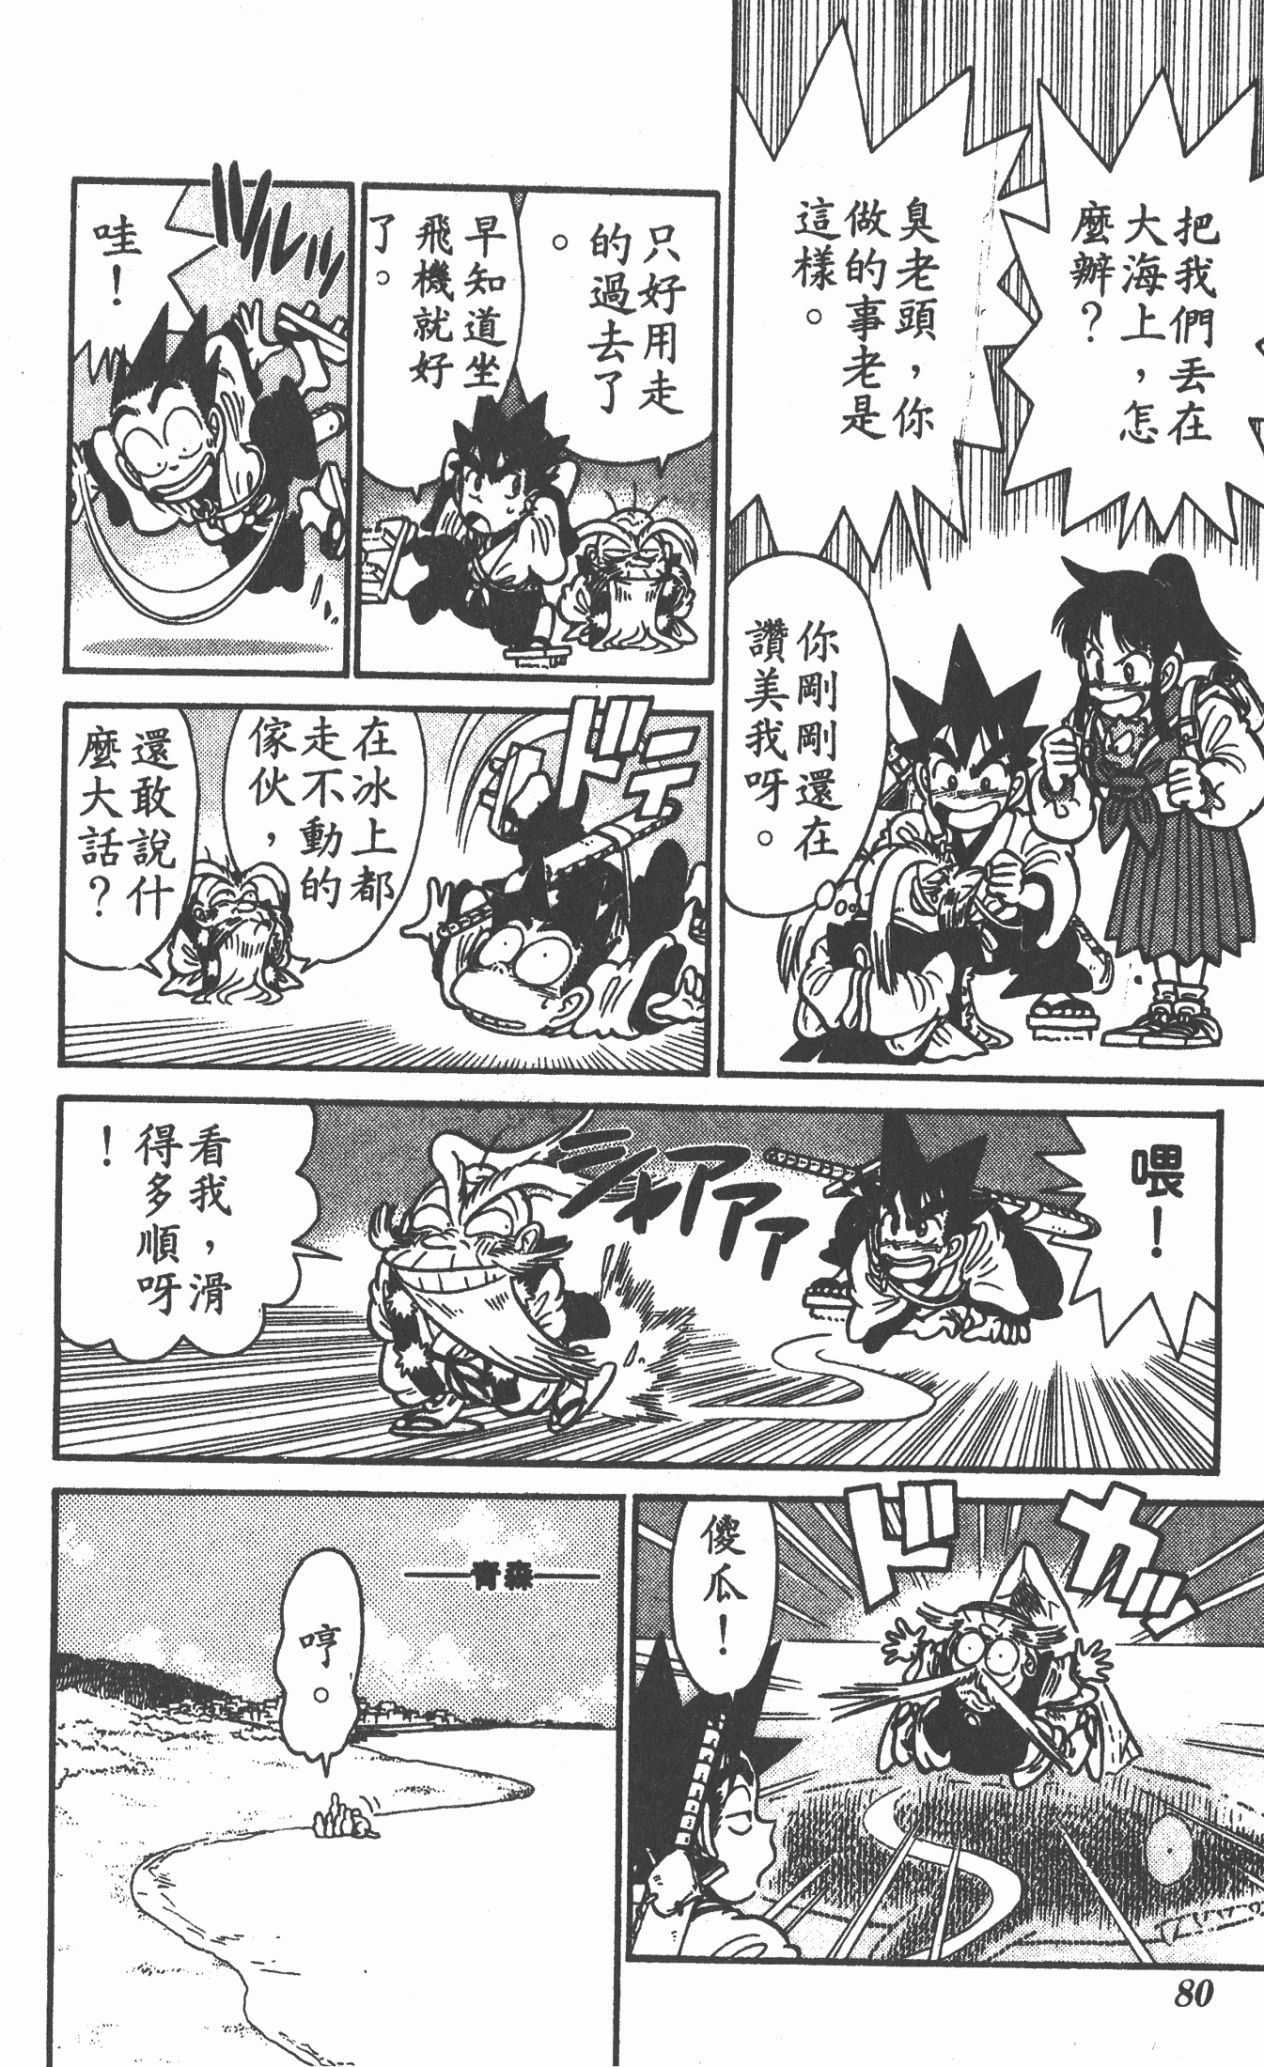 把我們丟在
大海上，怎
麼辦？
臭老頭，你
做的事老是
這樣。
你剛剛還在
讚美我呀。
只好用走
的過去了
。
早知道坐
飛機就好
了。
ツルッ
哇！
ドテ
在冰上都
走不動的
傢伙，
還敢說什
麼大話？
喂！
シャアアア
看我，滑
得多順呀
！
ドカッ
傻瓜！
青森
哼。
80